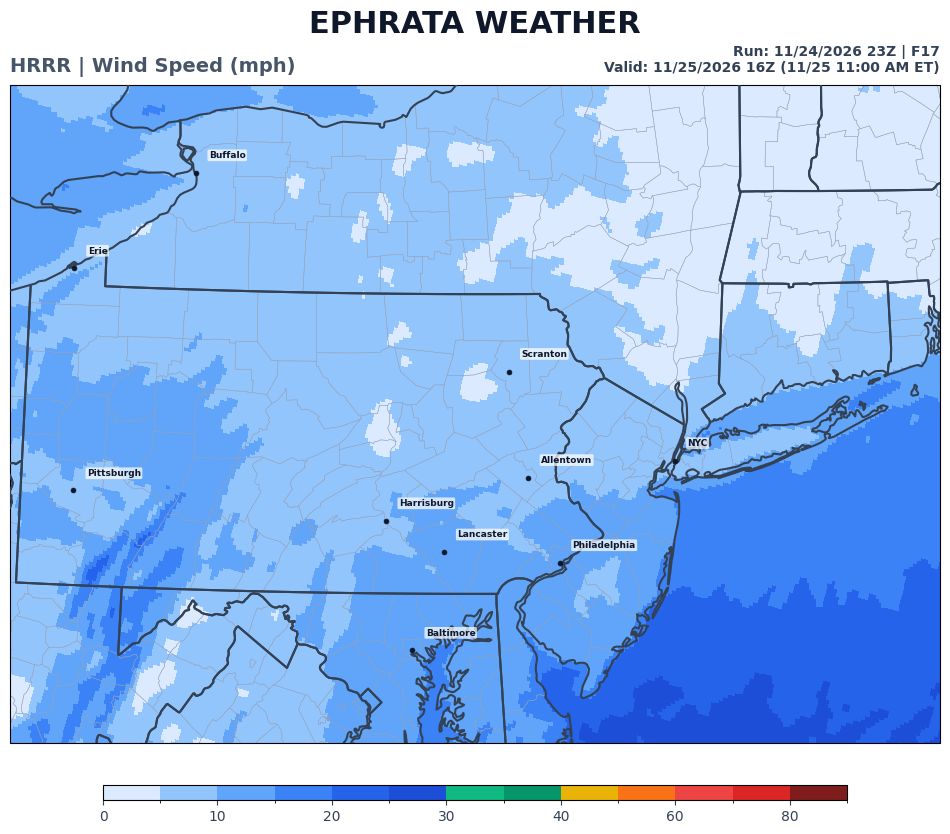 EPHRATA WEATHER
HRRR | Wind Speed (mph)
Run: 11/24/2026 23Z | F17
Valid: 11/25/2026 16Z (11/25 11:00 AM ET)
Buffalo
Erie
Scranton
NYC
Allentown
Pittsburgh
Harrisburg
Lancaster
Philadelphia
Baltimore
0 10 20 30 40 60 80